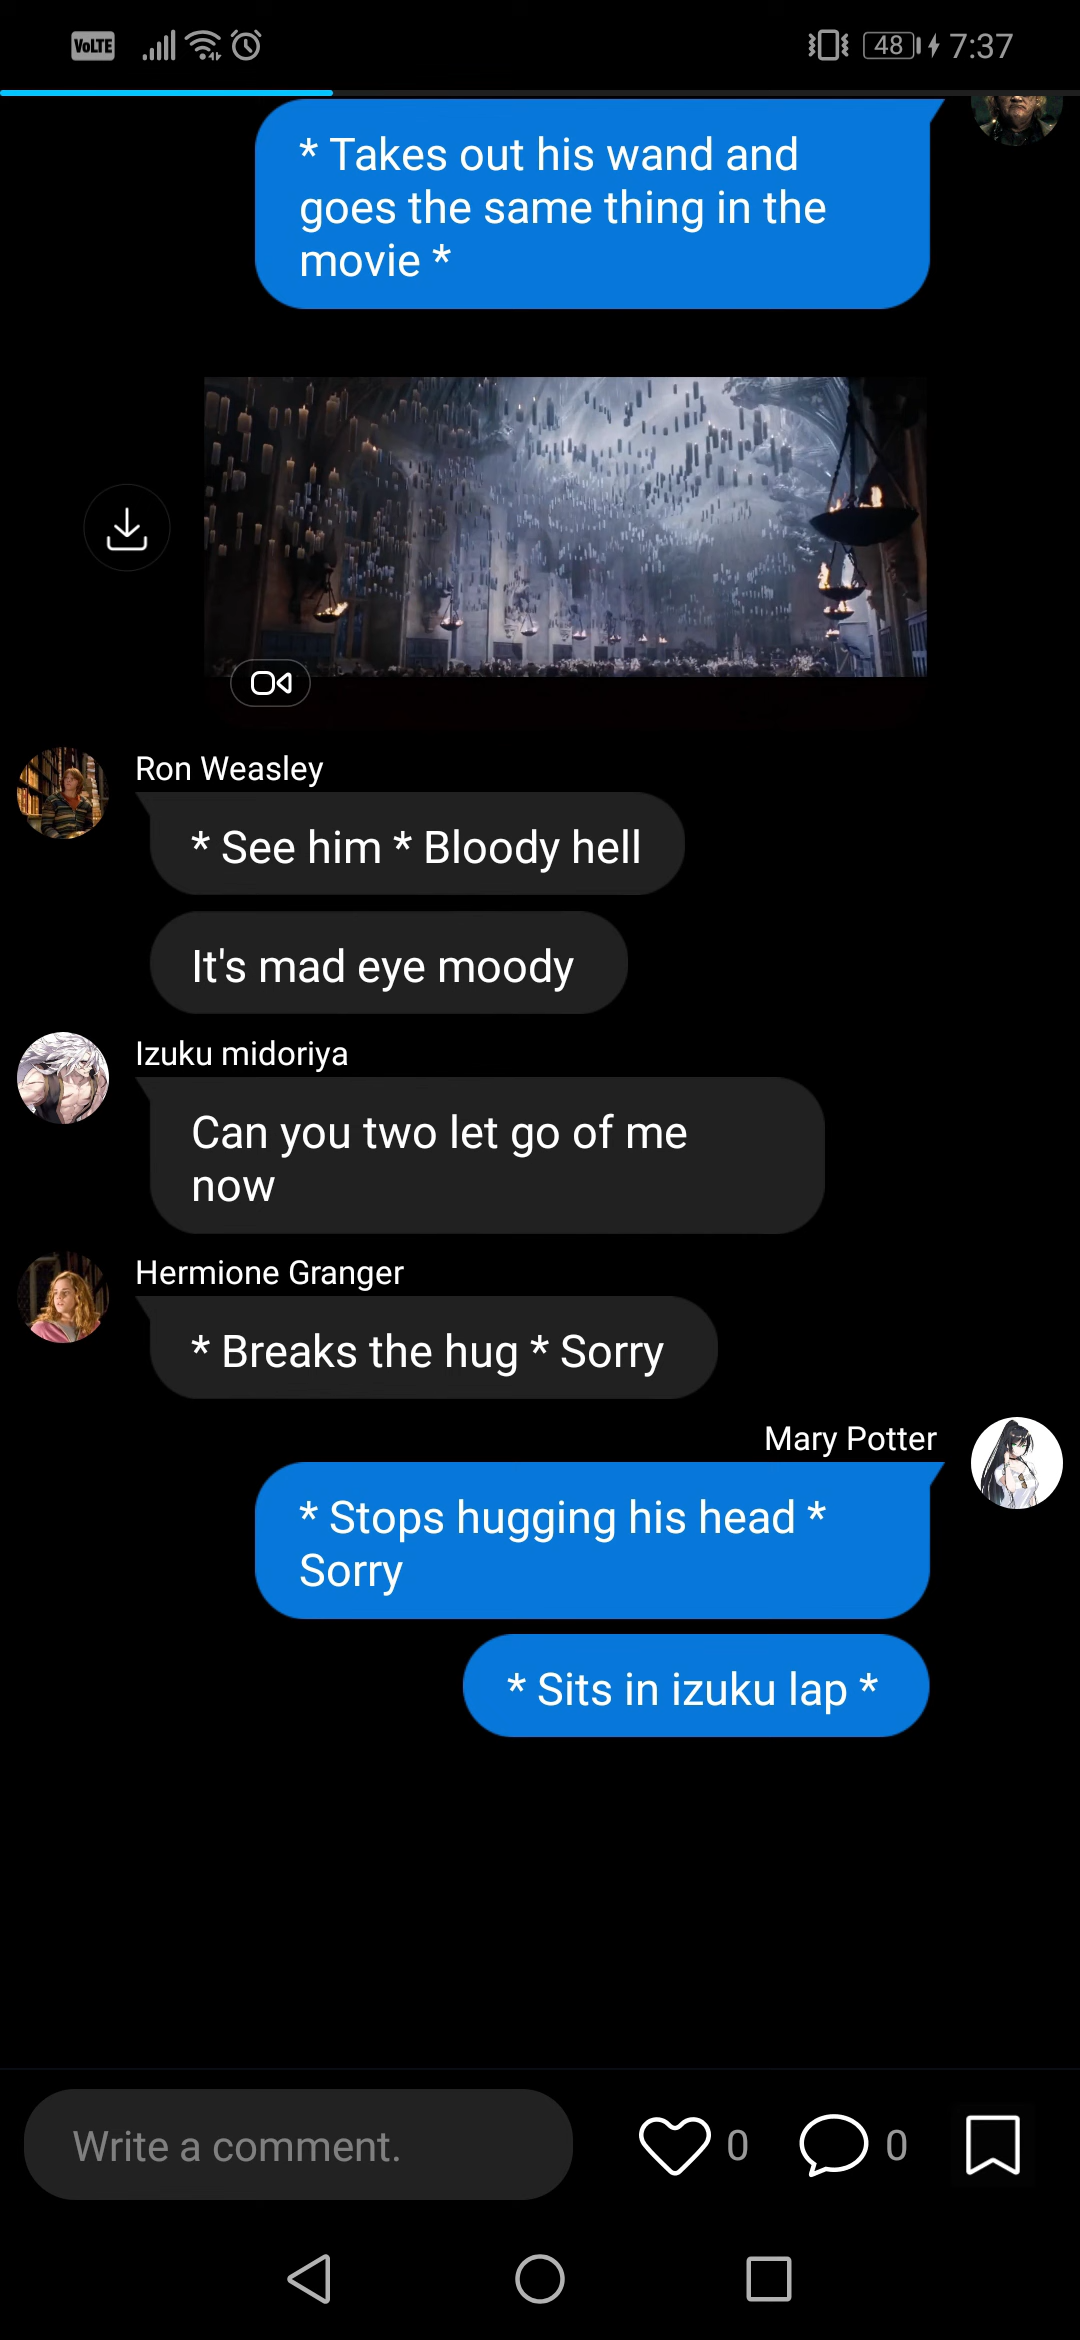 VoLTE 48 7:37
* Takes out his wand and
goes the same thing in the
movie *
Ron Weasley
* See him * Bloody hell
It's mad eye moody
Izuku midoriya
Can you two let go of me
now
Hermione Granger
* Breaks the hug * Sorry
Mary Potter
* Stops hugging his head *
Sorry
* Sits in izuku lap *
Write a comment. 0 0